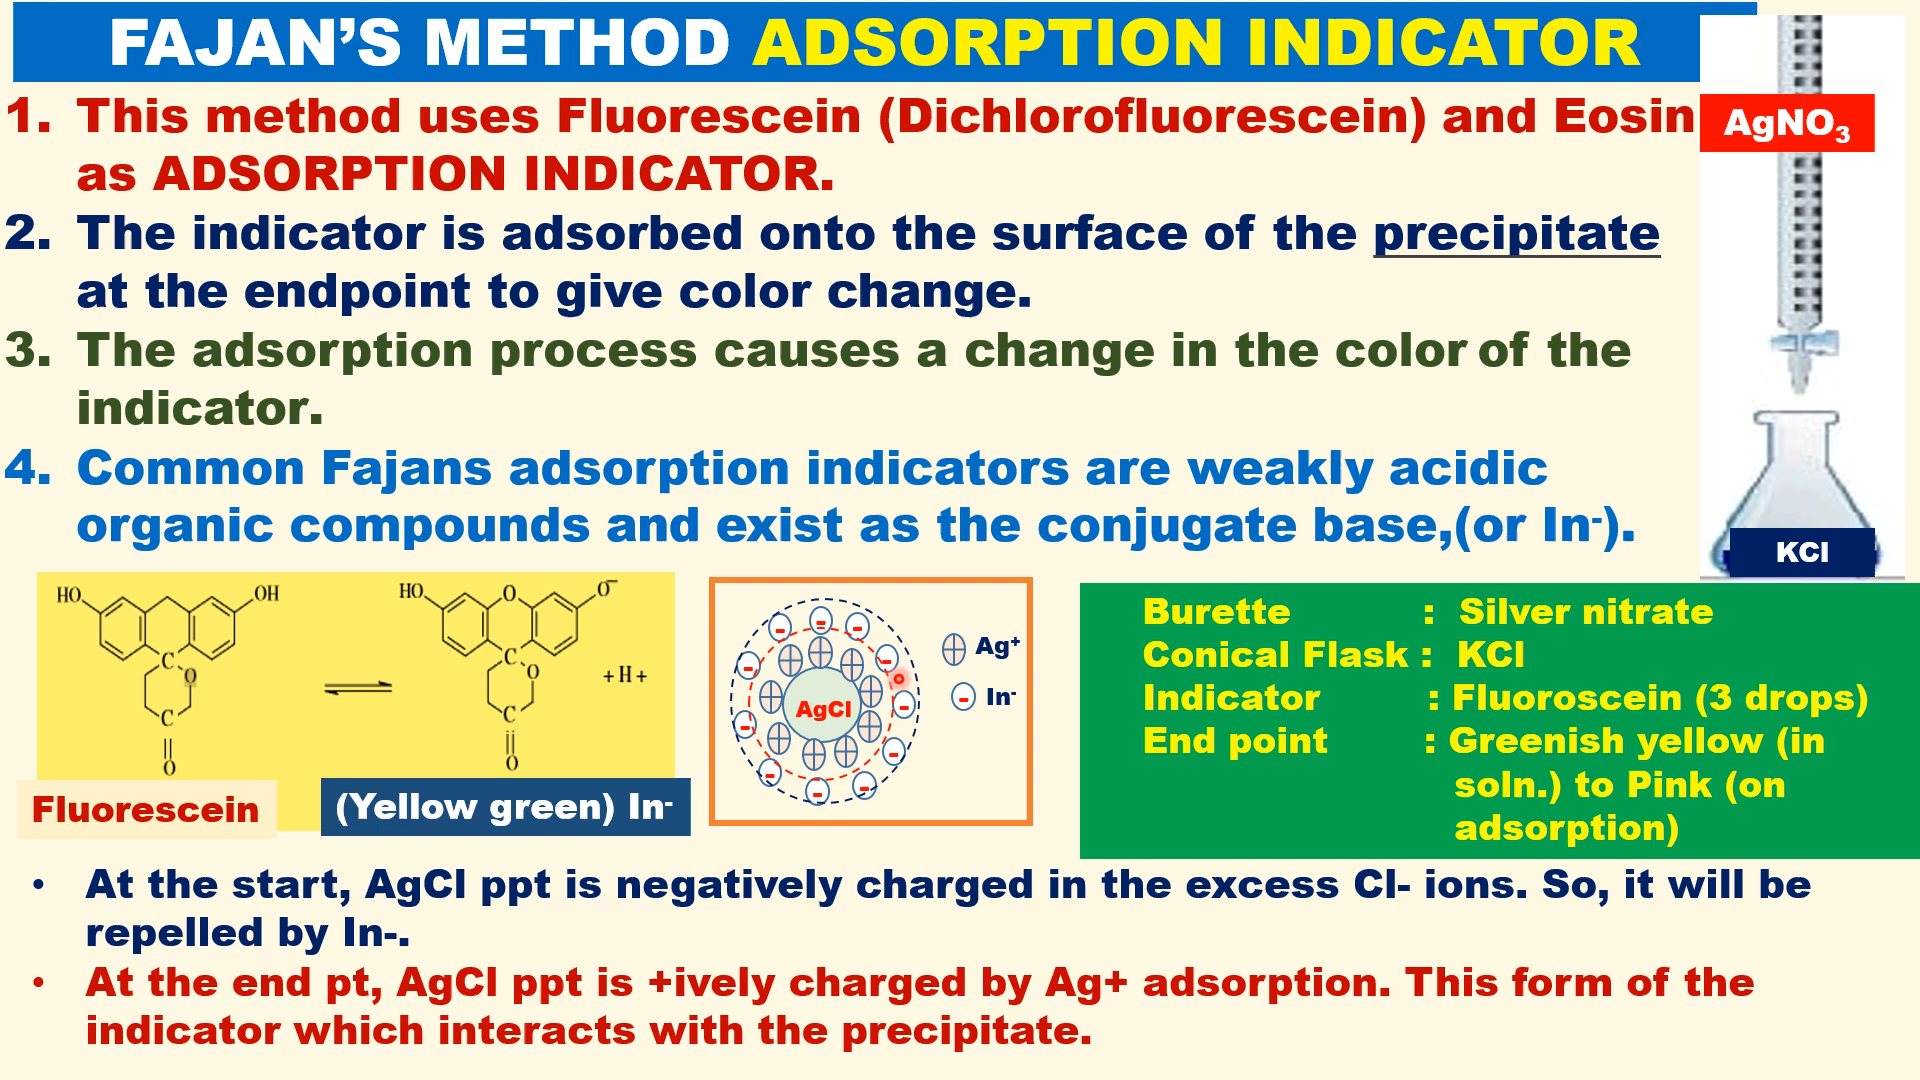 FAJAN'S METHOD ADSORPTION INDICATOR
1. This method uses Fluorescein (Dichlorofluorescein) and Eosin
as ADSORPTION INDICATOR.
2. The indicator is adsorbed onto the surface of the precipitate
at the endpoint to give color change.
3. The adsorption process causes a change in the color of the
indicator.
4. Common Fajans adsorption indicators are weakly acidic
organic compounds and exist as the conjugate base,(or In⁻).
AgNO₃
KCl
HO
OH
C
O
C
O
Fluorescein
HO
O
O⁻
C
O
C
O
+H+
(Yellow green) In⁻
AgCl
Ag⁺
In⁻
Burette : Silver nitrate
Conical Flask : KCl
Indicator : Fluoroscein (3 drops)
End point : Greenish yellow (in
soln.) to Pink (on
adsorption)
• At the start, AgCl ppt is negatively charged in the excess Cl- ions. So, it will be
repelled by In-.
• At the end pt, AgCl ppt is +ively charged by Ag+ adsorption. This form of the
indicator which interacts with the precipitate.